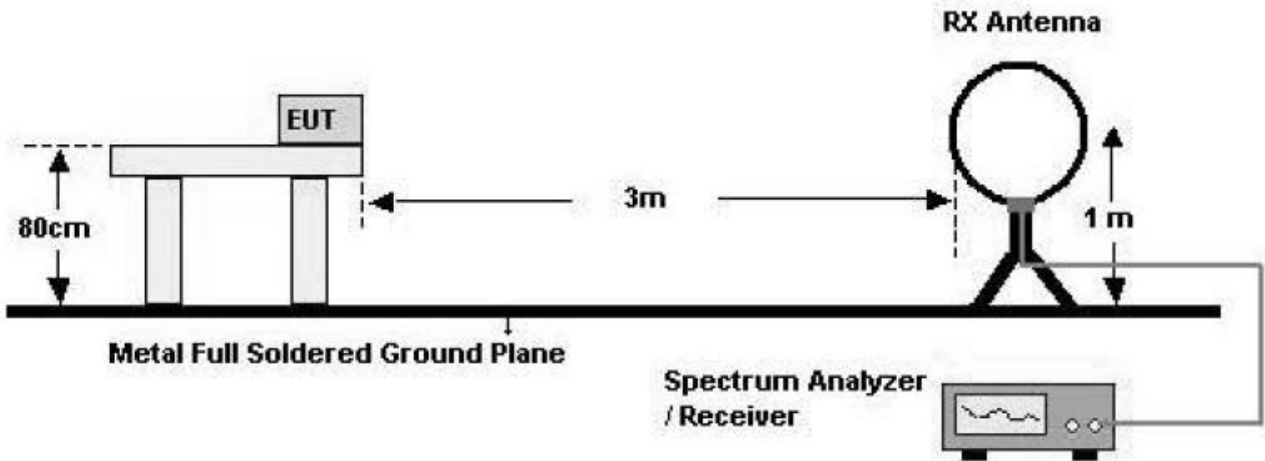 RX Antenna
EUT
80cm
3m
1 m
Metal Full Soldered Ground Plane
Spectrum Analyzer
/ Receiver